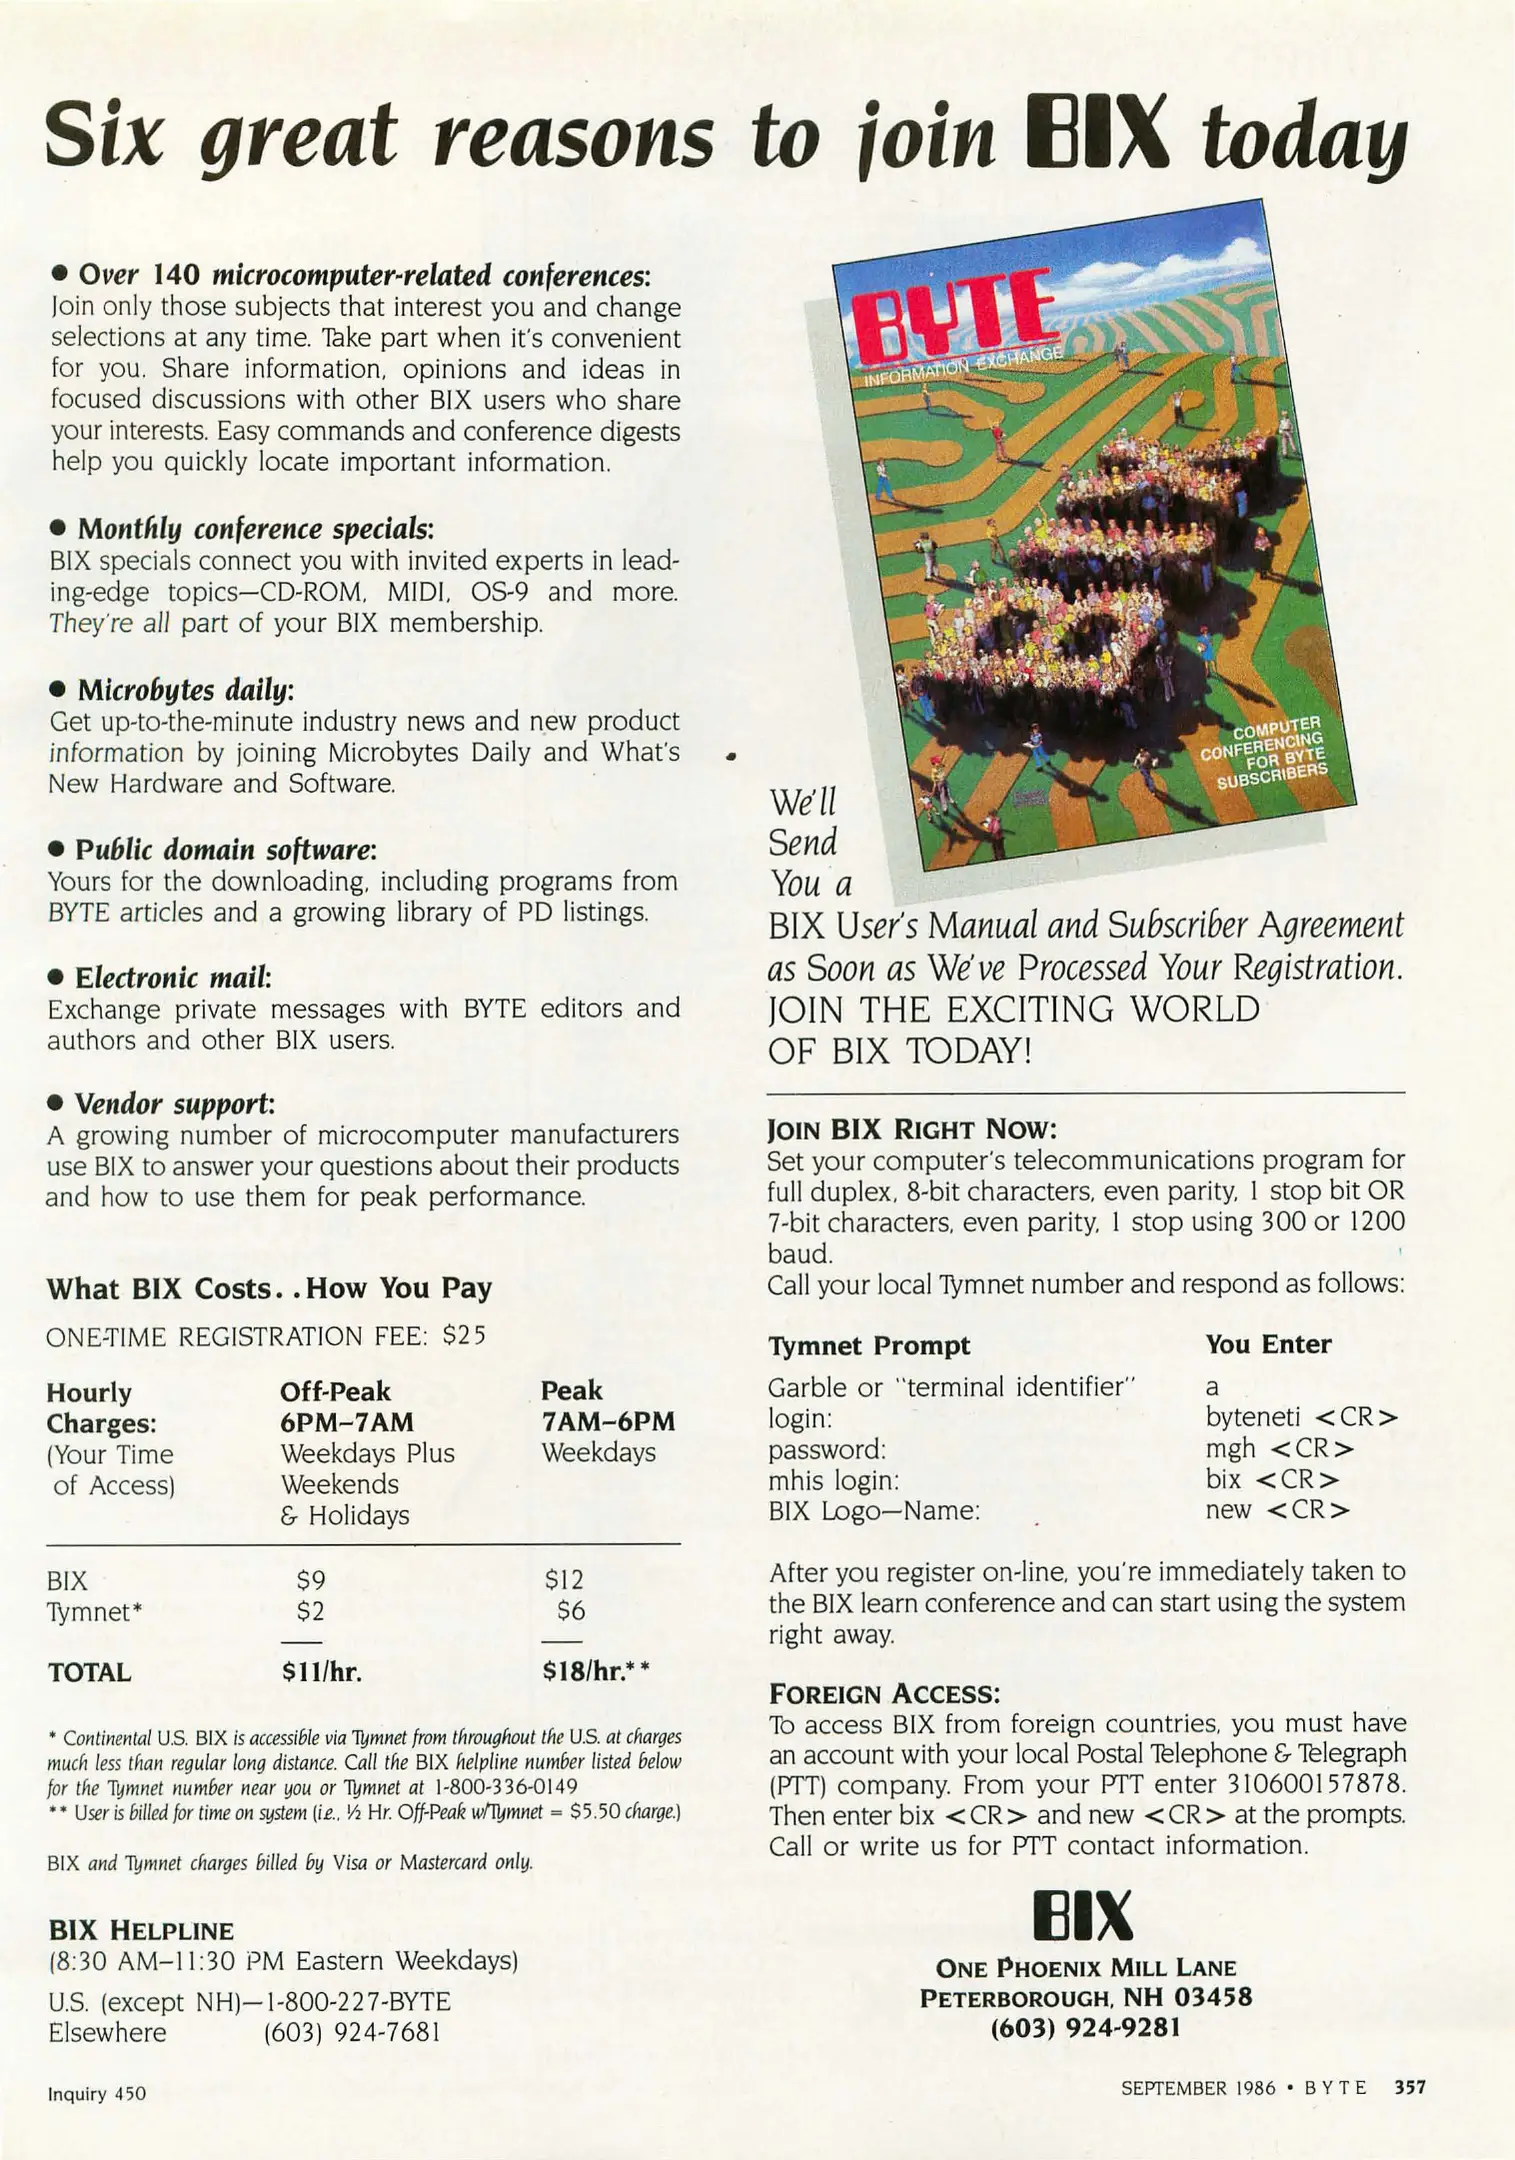 Six great reasons to join BIX today
• Over 140 microcomputer-related conferences:
Join only those subjects that interest you and change
selections at any time. Take part when it's convenient
for you. Share information, opinions and ideas in
focused discussions with other BIX users who share
your interests. Easy commands and conference digests
help you quickly locate important information.
• Monthly conference specials:
BIX specials connect you with invited experts in lead-
ing-edge topics—CD-ROM, MIDI, OS-9 and more.
They're all part of your BIX membership.
• Microbytes daily:
Get up-to-the-minute industry news and new product
information by joining Microbytes Daily and What's
New Hardware and Software.
• Public domain software:
Yours for the downloading, including programs from
BYTE articles and a growing library of PD listings.
• Electronic mail:
Exchange private messages with BYTE editors and
authors and other BIX users.
• Vendor support:
A growing number of microcomputer manufacturers
use BIX to answer your questions about their products
and how to use them for peak performance.
What BIX Costs. .How You Pay
ONE-TIME REGISTRATION FEE: $25
Hourly Off-Peak Peak
Charges: 6PM–7AM 7AM–6PM
(Your Time Weekdays Plus Weekdays
of Access) Weekends
& Holidays
BIX $9 $12
Tymnet* $2 $6
TOTAL $11/hr. $18/hr.**
* Continental U.S. BIX is accessible via Tymnet from throughout the U.S. at charges
much less than regular long distance. Call the BIX helpline number listed below
for the Tymnet number near you or Tymnet at 1-800-336-0149
** User is billed for time on system (i.e., ½ Hr. Off-Peak w/Tymnet = $5.50 charge.)
BIX and Tymnet charges billed by Visa or Mastercard only.
BIX HELPLINE
(8:30 AM–11:30 PM Eastern Weekdays)
U.S. (except NH)—1-800-227-BYTE
Elsewhere (603) 924-7681
Inquiry 450
BYTE
INFORMATION EXCHANGE
COMPUTER
CONFERENCING
FOR BYTE
SUBSCRIBERS
We'll
Send
You a
BIX User's Manual and Subscriber Agreement
as Soon as We've Processed Your Registration.
JOIN THE EXCITING WORLD
OF BIX TODAY!
JOIN BIX RIGHT NOW:
Set your computer's telecommunications program for
full duplex, 8-bit characters, even parity, 1 stop bit OR
7-bit characters, even parity, 1 stop using 300 or 1200
baud.
Call your local Tymnet number and respond as follows:
Tymnet Prompt You Enter
Garble or "terminal identifier" a
login: byteneti <CR>
password: mgh <CR>
mhis login: bix <CR>
BIX Logo—Name: new <CR>
After you register on-line, you're immediately taken to
the BIX learn conference and can start using the system
right away.
FOREIGN ACCESS:
To access BIX from foreign countries, you must have
an account with your local Postal Telephone & Telegraph
(PTT) company. From your PTT enter 310600157878.
Then enter bix <CR> and new <CR> at the prompts.
Call or write us for PTT contact information.
BIX
ONE PHOENIX MILL LANE
PETERBOROUGH, NH 03458
(603) 924-9281
SEPTEMBER 1986 • BYTE 357